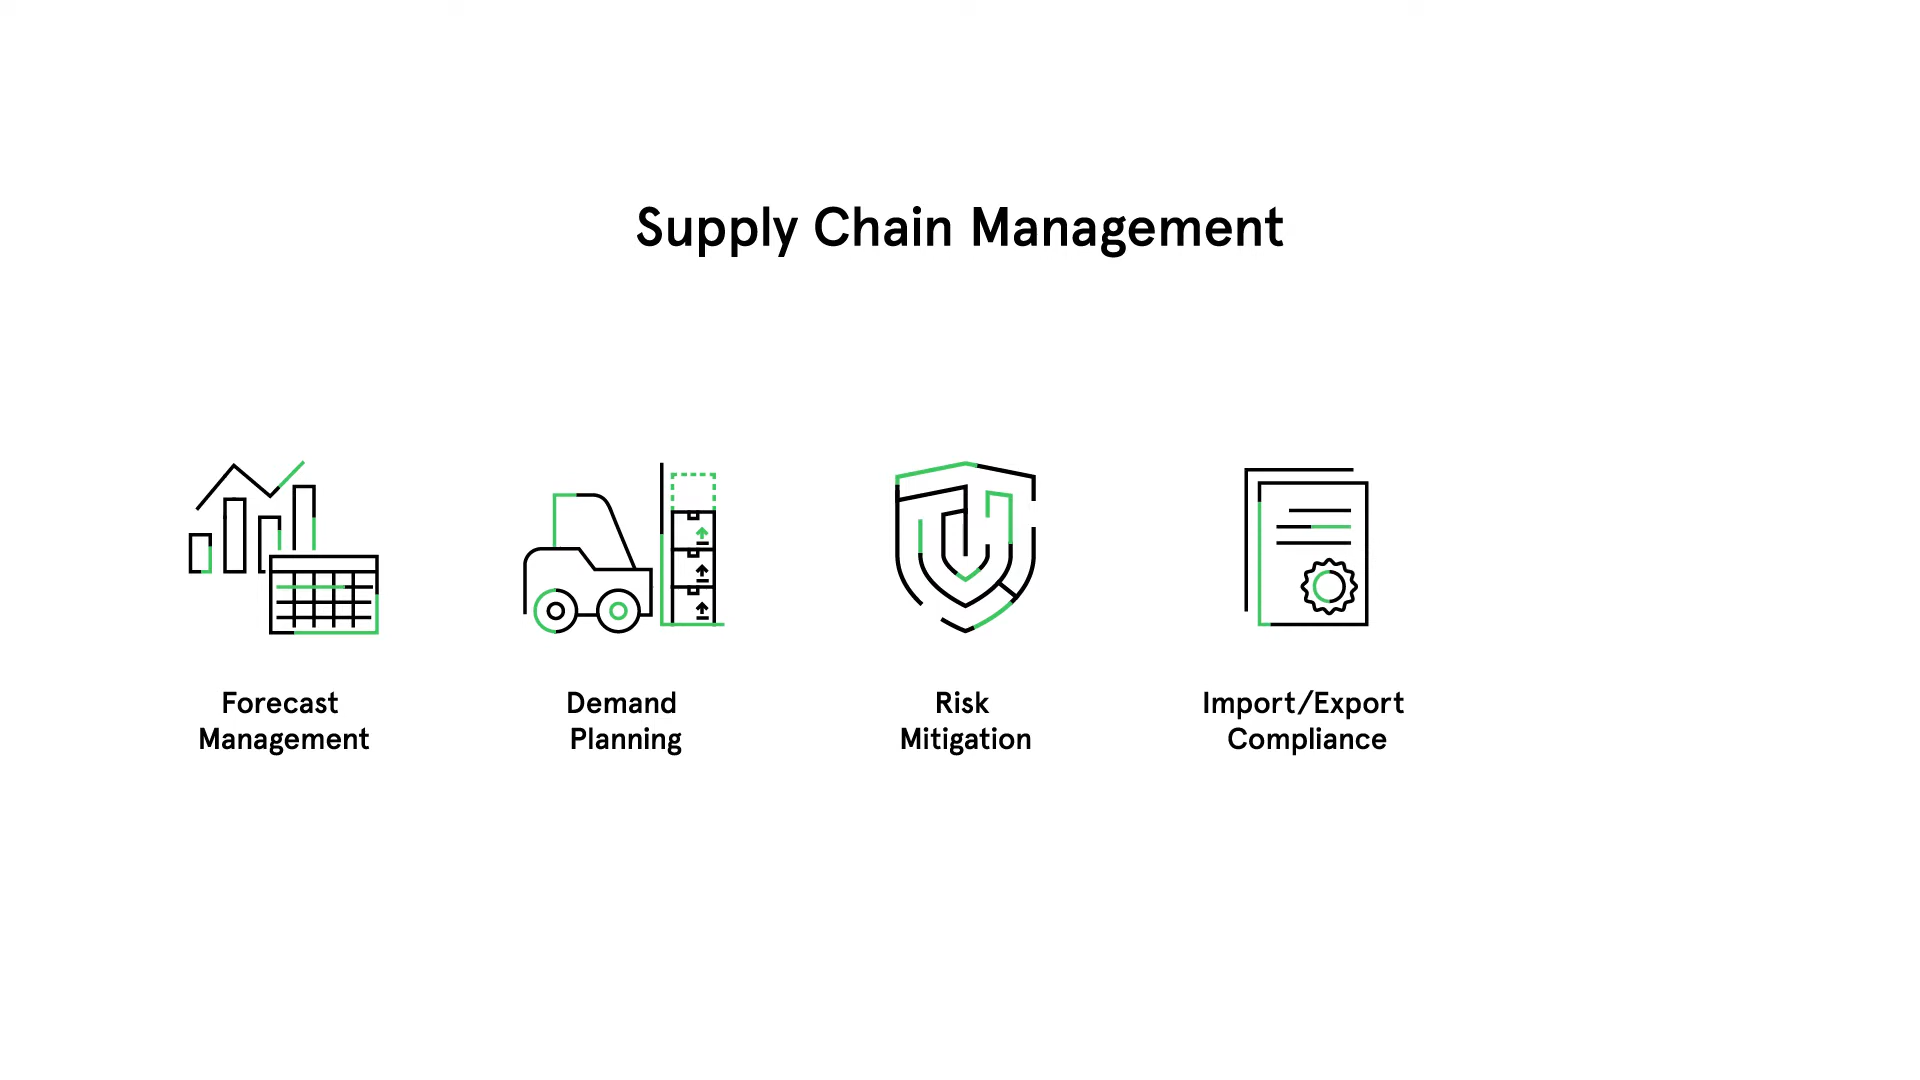 Supply Chain Management
Forecast
Management
Demand
Planning
Risk
Mitigation
Import/Export
Compliance